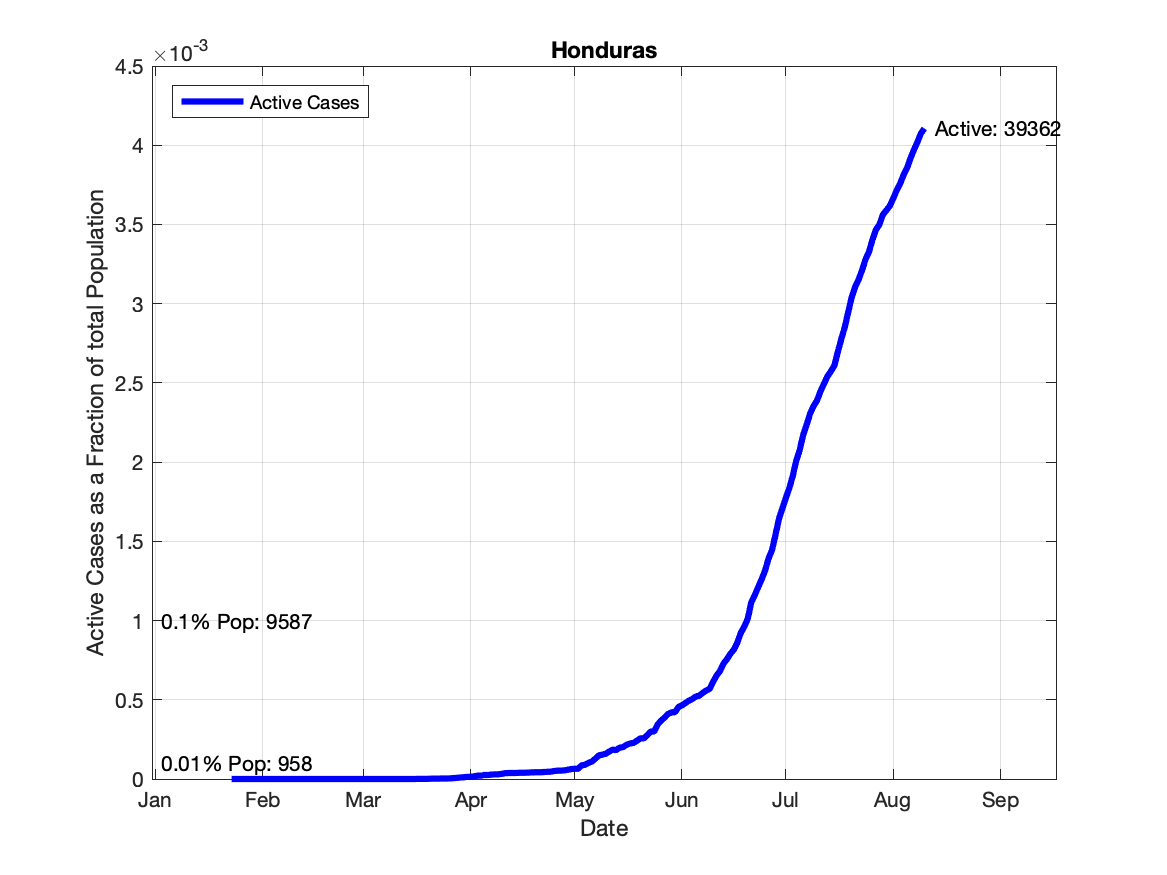 Honduras
×10-3
Active Cases
Active: 39362
4.5
4
3.5
3
2.5
2
1.5
1
0.5
0
0.1% Pop: 9587
0.01% Pop: 958
Active Cases as a Fraction of total Population
Jan Feb Mar Apr May Jun Jul Aug Sep
Date